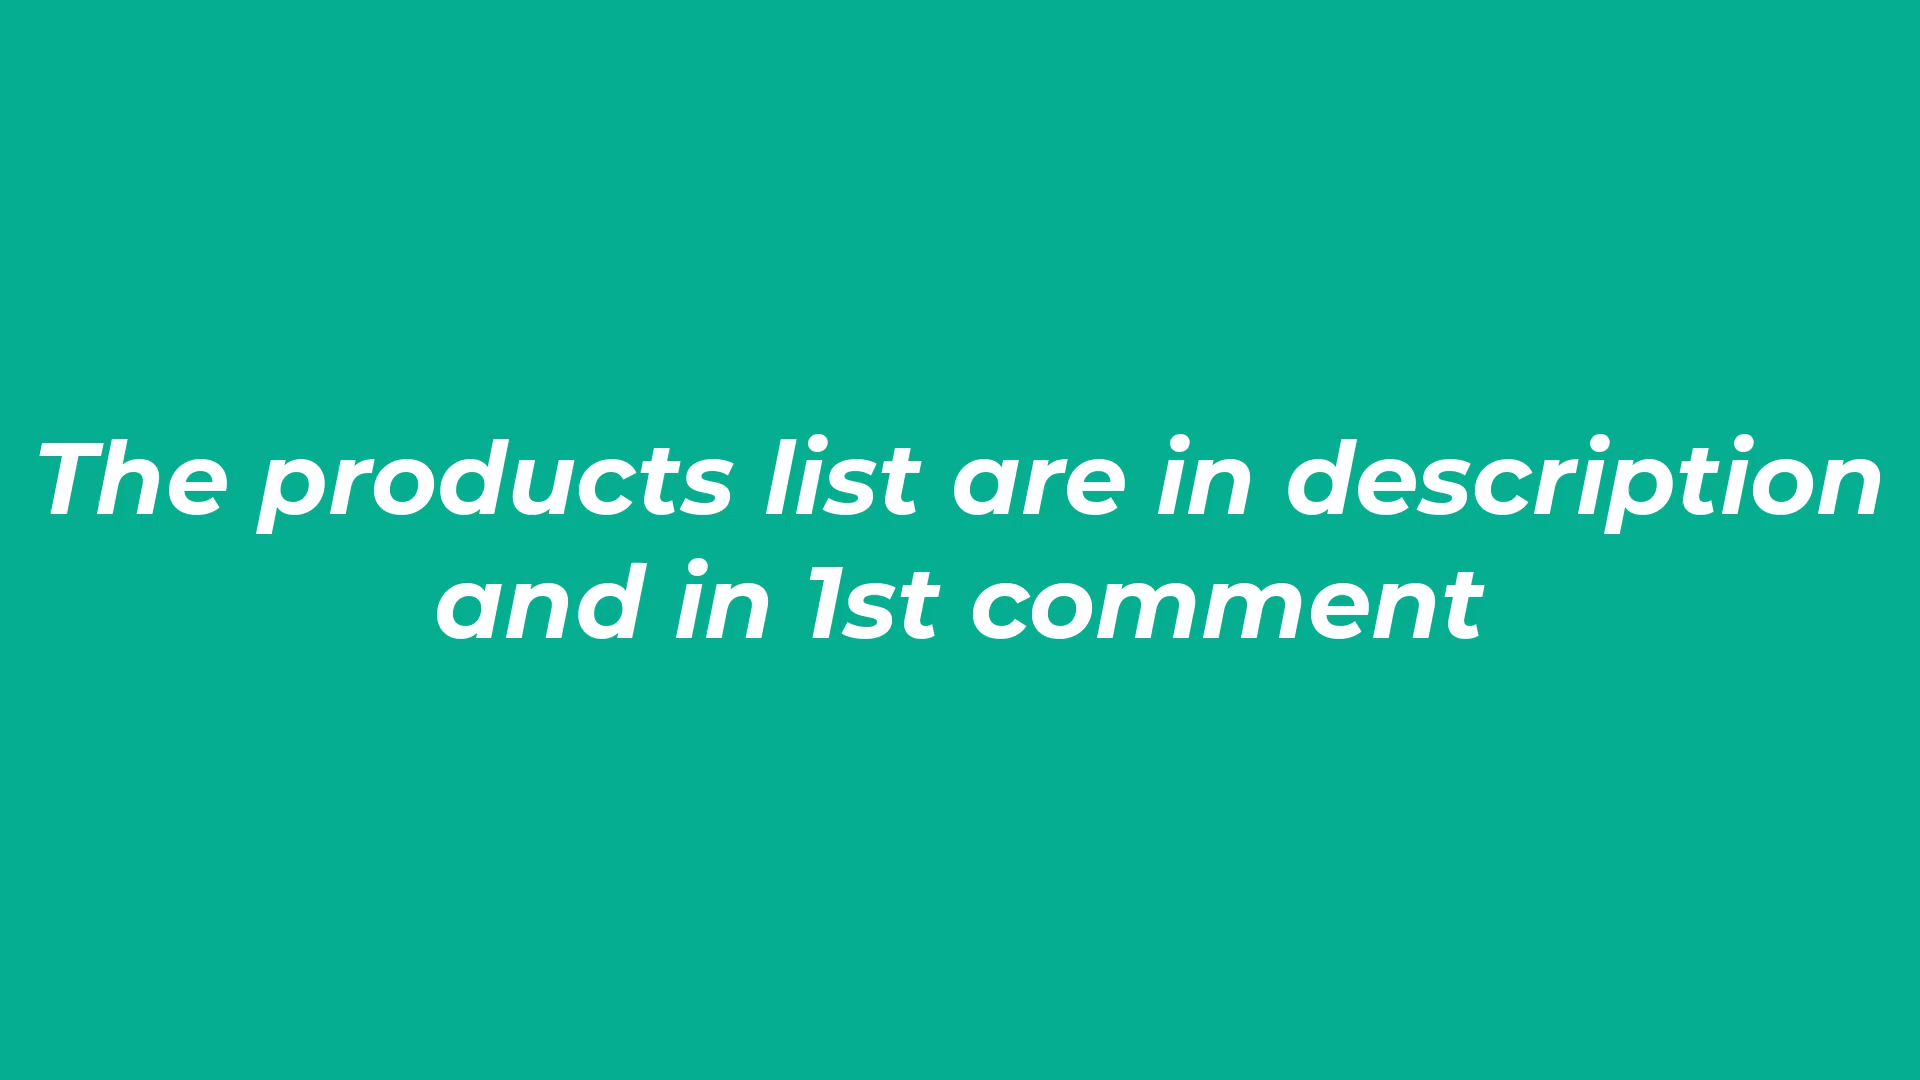 The products list are in description
and in 1st comment